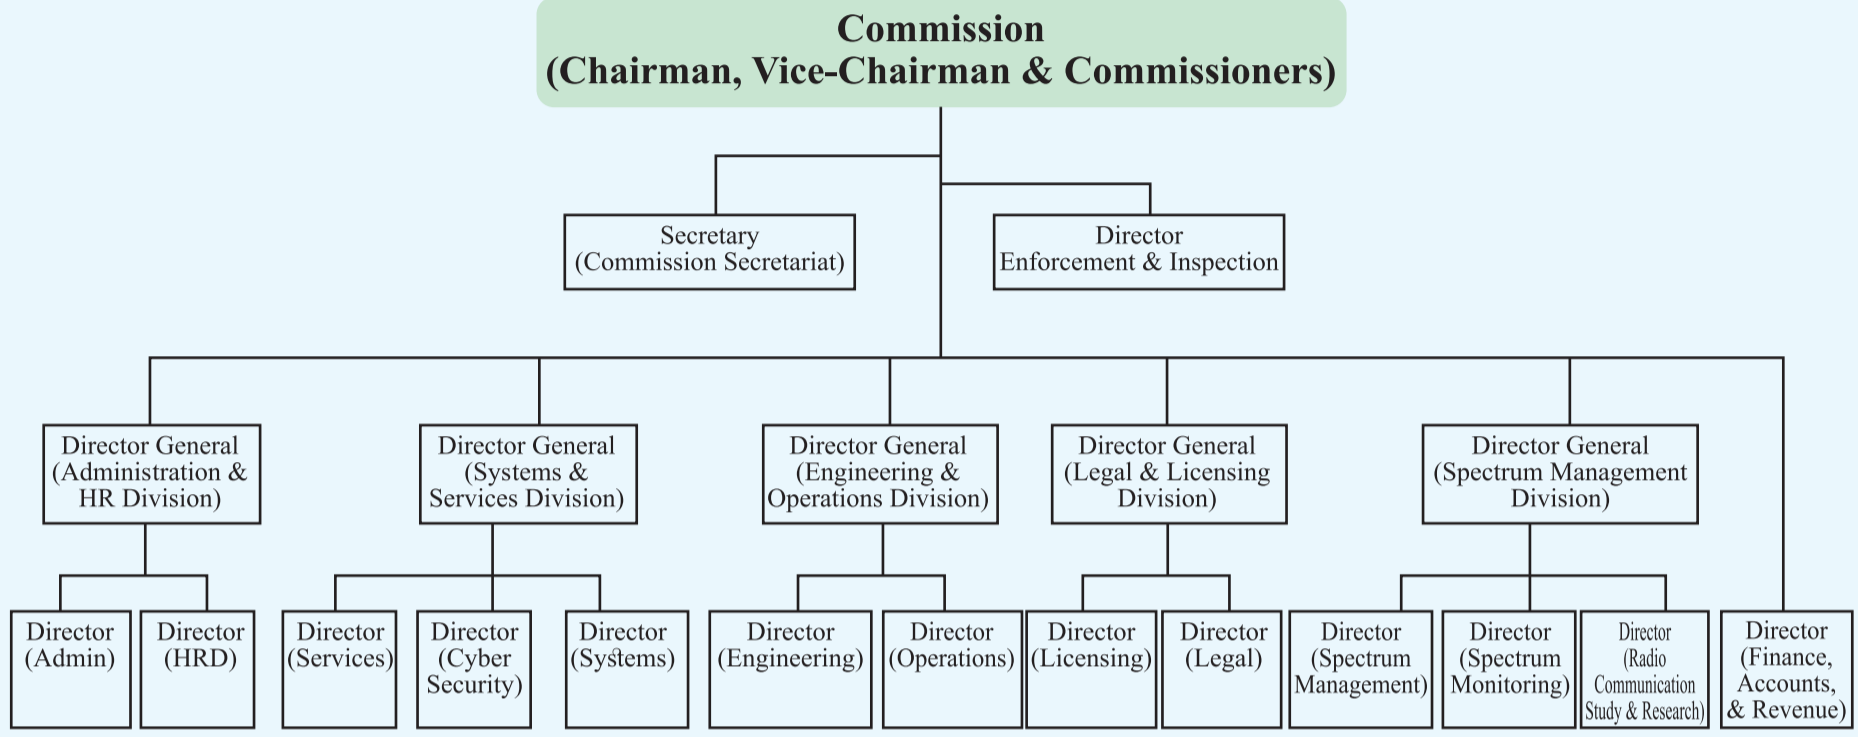 Commission
(Chairman, Vice-Chairman & Commissioners)
Secretary
(Commission Secretariat)
Director
Enforcement & Inspection
Director General
(Administration &
HR Division)
Director General
(Systems &
Services Division)
Director General
(Engineering &
Operations Division)
Director General
(Legal & Licensing
Division)
Director General
(Spectrum Management
Division)
Director
(Admin)
Director
(HRD)
Director
(Services)
Director
(Cyber
Security)
Director
(Systems)
Director
(Engineering)
Director
(Operations)
Director
(Licensing)
Director
(Legal)
Director
(Spectrum
Management)
Director
(Spectrum
Monitoring)
Director
(Radio
Communication
Study & Research)
Director
(Finance,
Accounts,
& Revenue)